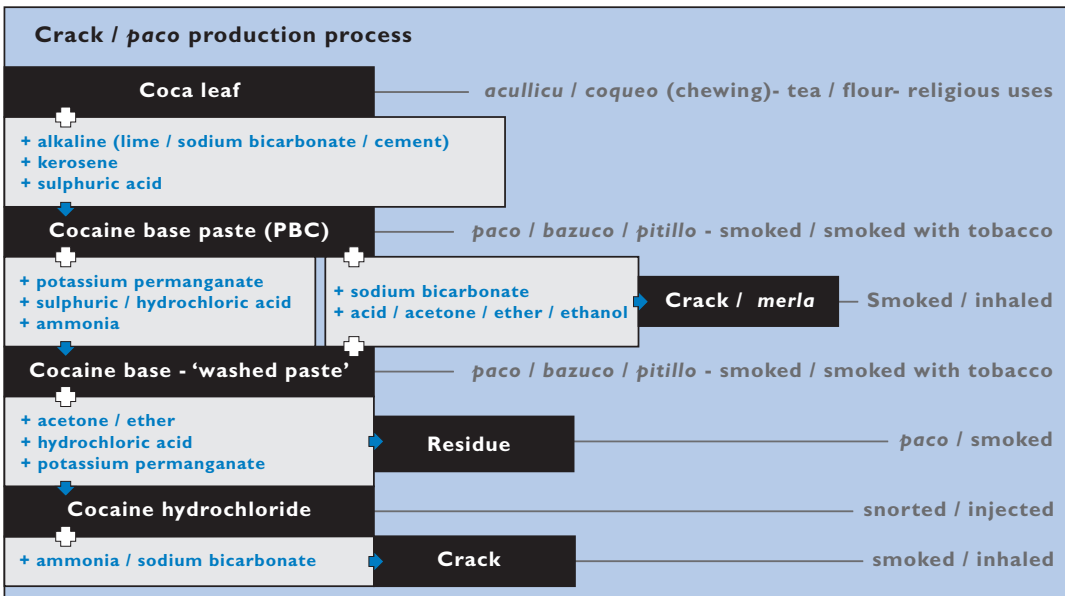 Crack / paco production process
Coca leaf
acullicu / coqueo (chewing)- tea / flour- religious uses
+ alkaline (lime / sodium bicarbonate / cement)
+ kerosene
+ sulphuric acid
Cocaine base paste (PBC)
paco / bazuco / pitillo - smoked / smoked with tobacco
+ potassium permanganate
+ sulphuric / hydrochloric acid
+ ammonia
+ sodium bicarbonate
+ acid / acetone / ether / ethanol
Crack / merla
Smoked / inhaled
Cocaine base - ‘washed paste’
paco / bazuco / pitillo - smoked / smoked with tobacco
+ acetone / ether
+ hydrochloric acid
+ potassium permanganate
Residue
paco / smoked
Cocaine hydrochloride
snorted / injected
+ ammonia / sodium bicarbonate
Crack
smoked / inhaled